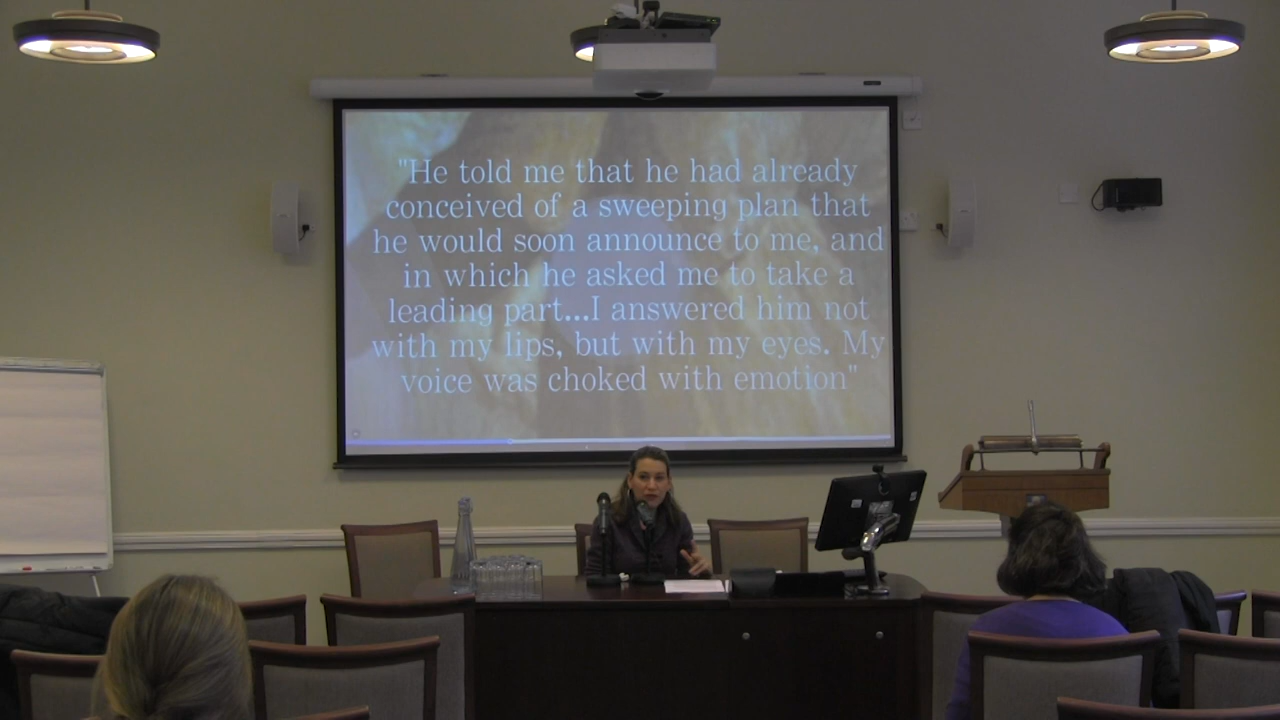 "He told me that he had already
conceived of a sweeping plan that
he would soon announce to me, and
in which he asked me to take a
leading part...I answered him not
with my lips, but with my eyes. My
voice was choked with emotion"